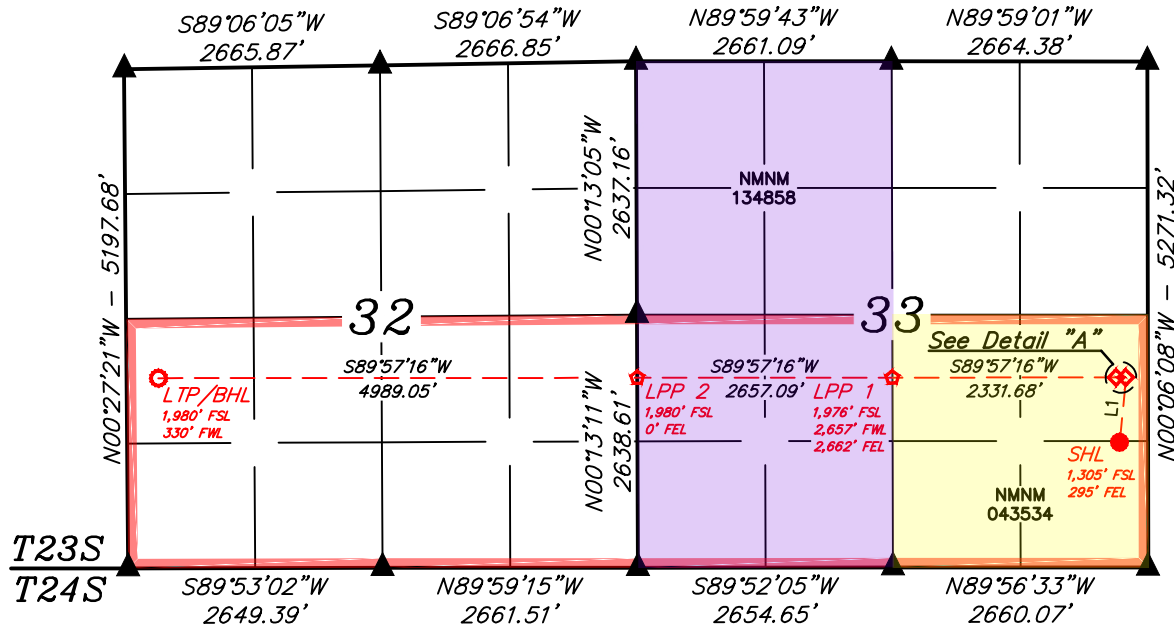 S89°06'05"W
2665.87'
S89°06'54"W
2666.85'
N89°59'43"W
2661.09'
N89°59'01"W
2664.38'
N00°27'21"W - 5197.68'
N00°13'05"W
2637.16'
NMNM
134858
N00°06'08"W - 5271.32'
32
33
See Detail "A"
S89°57'16"W
4989.05'
S89°57'16"W
2657.09'
S89°57'16"W
2331.68'
LTP/BHL
1,980' FSL
330' FWL
LPP 2
1,980' FSL
0' FEL
LPP 1
1,976' FSL
2,657' FWL
2,662' FEL
L1
N00°13'11"W
2638.61'
SHL
1,305' FSL
295' FEL
NMNM
043534
T23S
T24S
S89°53'02"W
2649.39'
N89°59'15"W
2661.51'
S89°52'05"W
2654.65'
N89°56'33"W
2660.07'